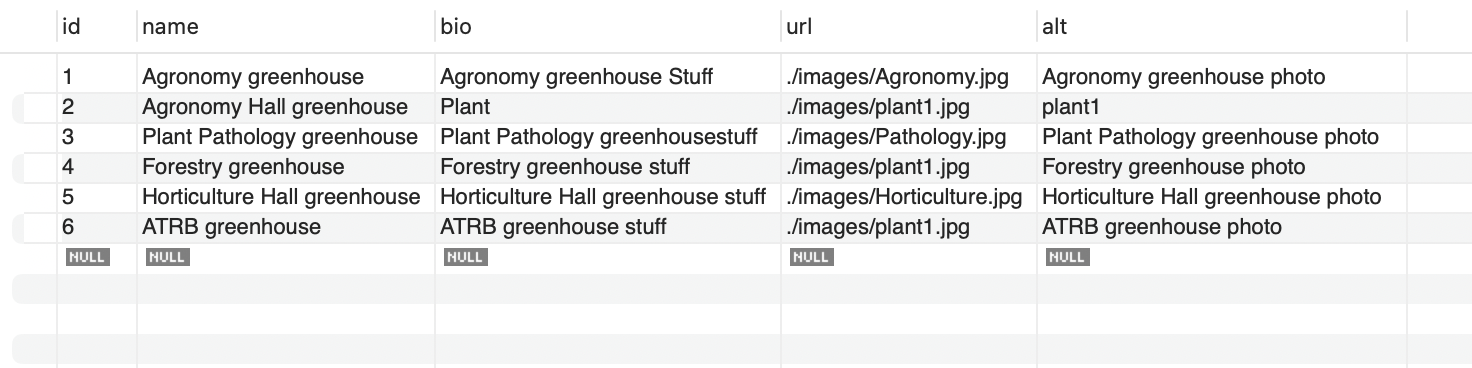 id name bio url alt
1 Agronomy greenhouse Agronomy greenhouse Stuff ./images/Agronomy.jpg Agronomy greenhouse photo
2 Agronomy Hall greenhouse Plant ./images/plant1.jpg plant1
3 Plant Pathology greenhouse Plant Pathology greenhousestuff ./images/Pathology.jpg Plant Pathology greenhouse photo
4 Forestry greenhouse Forestry greenhouse stuff ./images/plant1.jpg Forestry greenhouse photo
5 Horticulture Hall greenhouse Horticulture Hall greenhouse stuff ./images/Horticulture.jpg Horticulture Hall greenhouse photo
6 ATRB greenhouse ATRB greenhouse stuff ./images/plant1.jpg ATRB greenhouse photo
NULL NULL NULL NULL NULL